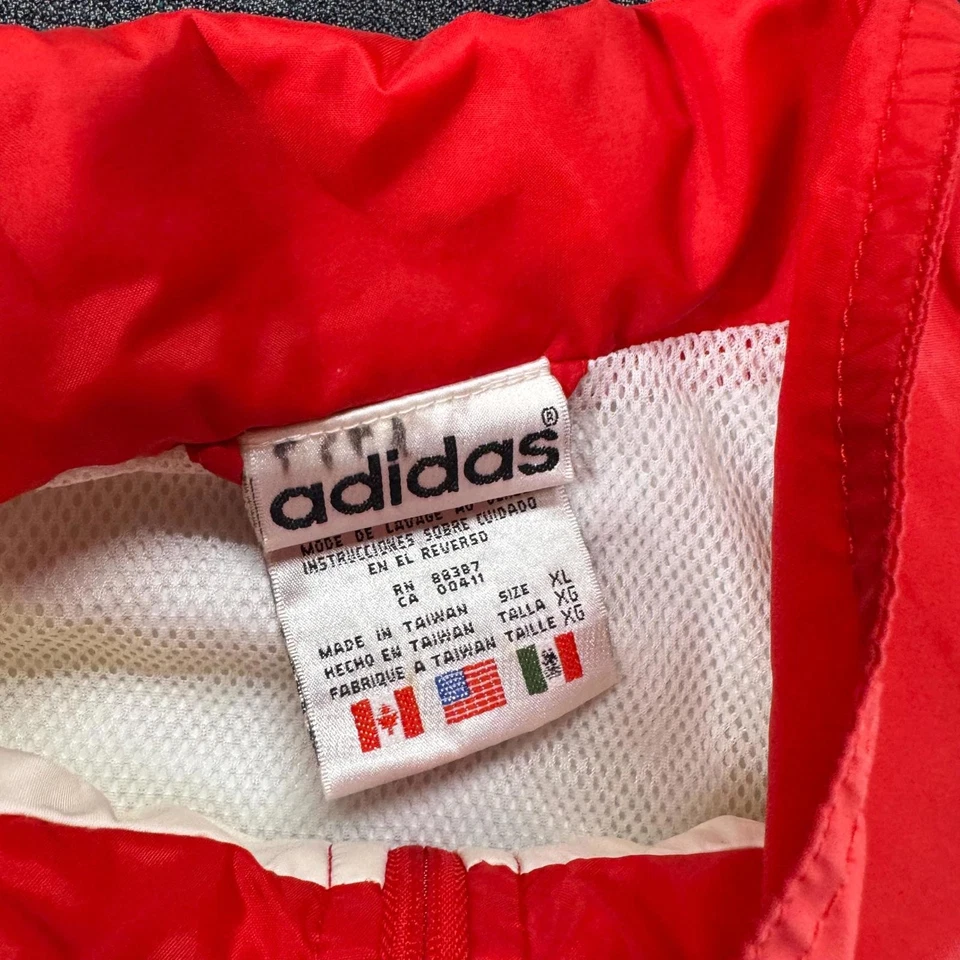 adidas®
MODE DE LAVAGE AU
INSTRUCCIONES SOBRE CUIDADO
EN EL REVERSO
RN 88387
CA 00411
MADE IN TAIWAN SIZE XL
HECHO EN TAIWAN TALLA XG
FABRIQUE A TAIWAN TAILLE XG